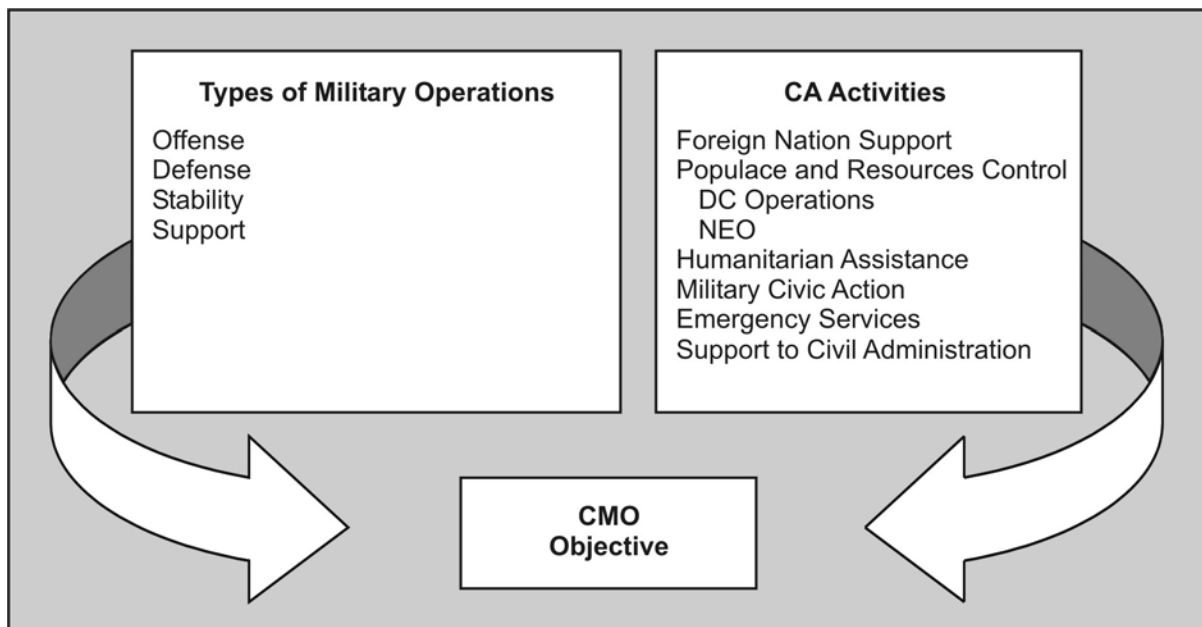 Types of Military Operations
Offense
Defense
Stability
Support
CA Activities
Foreign Nation Support
Populace and Resources Control
DC Operations
NEO
Humanitarian Assistance
Military Civic Action
Emergency Services
Support to Civil Administration
CMO
Objective